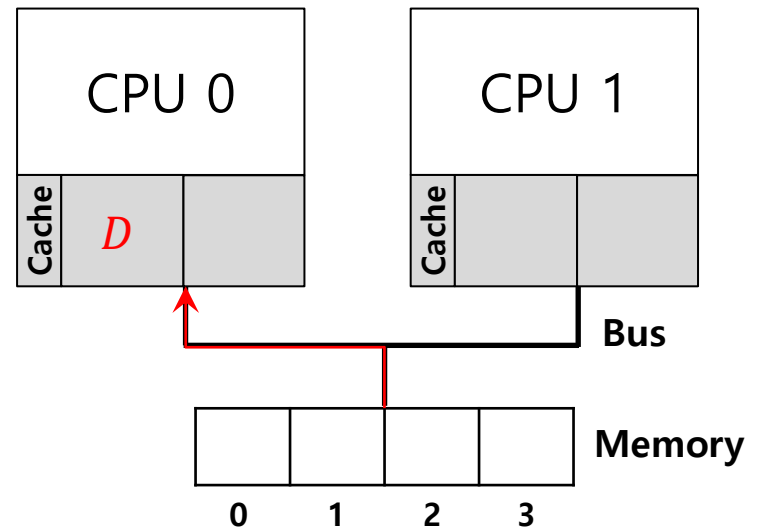 CPU 0
CPU 1
Cache
D
Cache
Bus
Memory
0 1 2 3